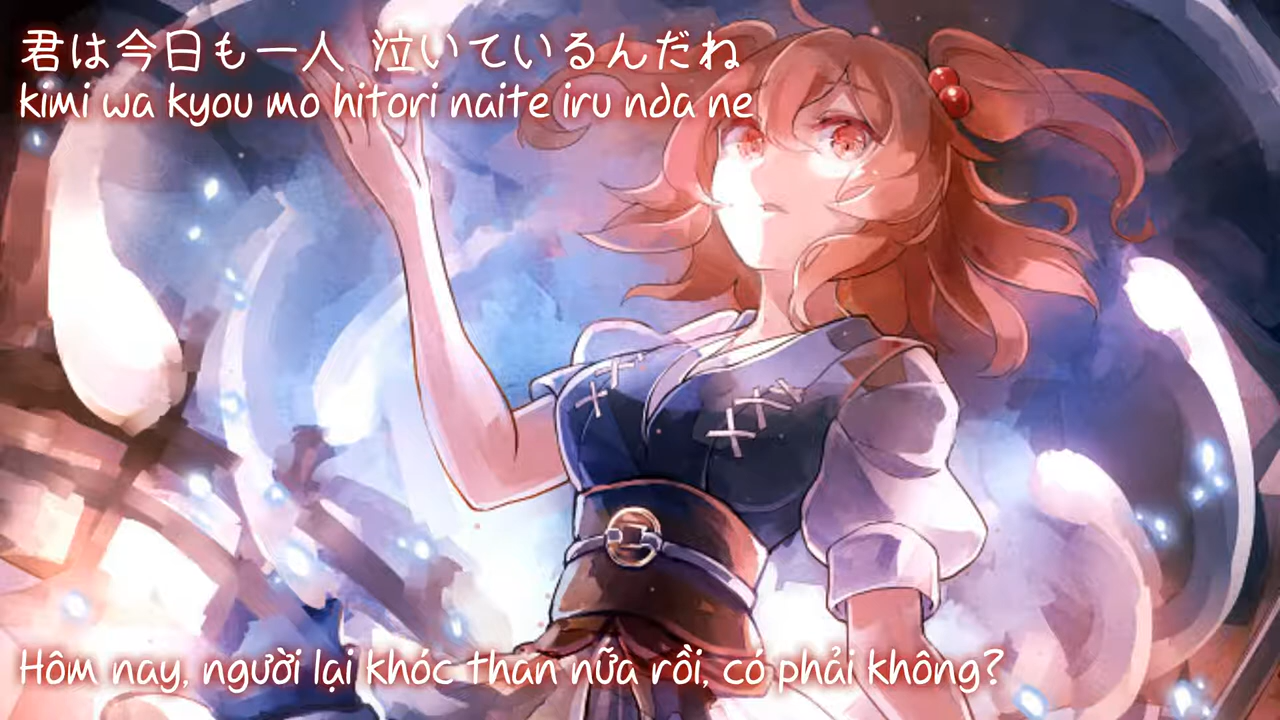 君は今日も一人 泣いているんだね
kimi wa kyou mo hitori naite iru nda ne
Hôm nay, người lại khóc than nữa rồi, có phải không?